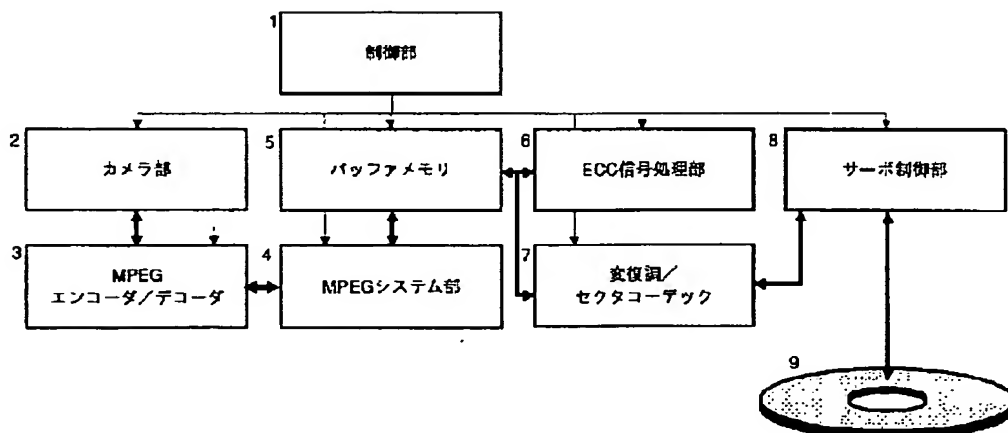 1
制御部
2
カメラ部
5
バッファメモリ
6
ECC信号処理部
8
サーボ制御部
3
MPEG
エンコーダ/デコーダ
4
MPEGシステム部
7
変復調/
セクタコーデック
9